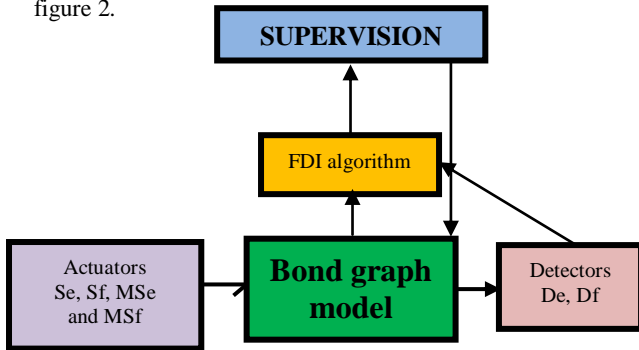 figure 2.
SUPERVISION
FDI algorithm
Actuators
Se, Sf, MSe
and MSf
Bond graph
model
Detectors
De, Df